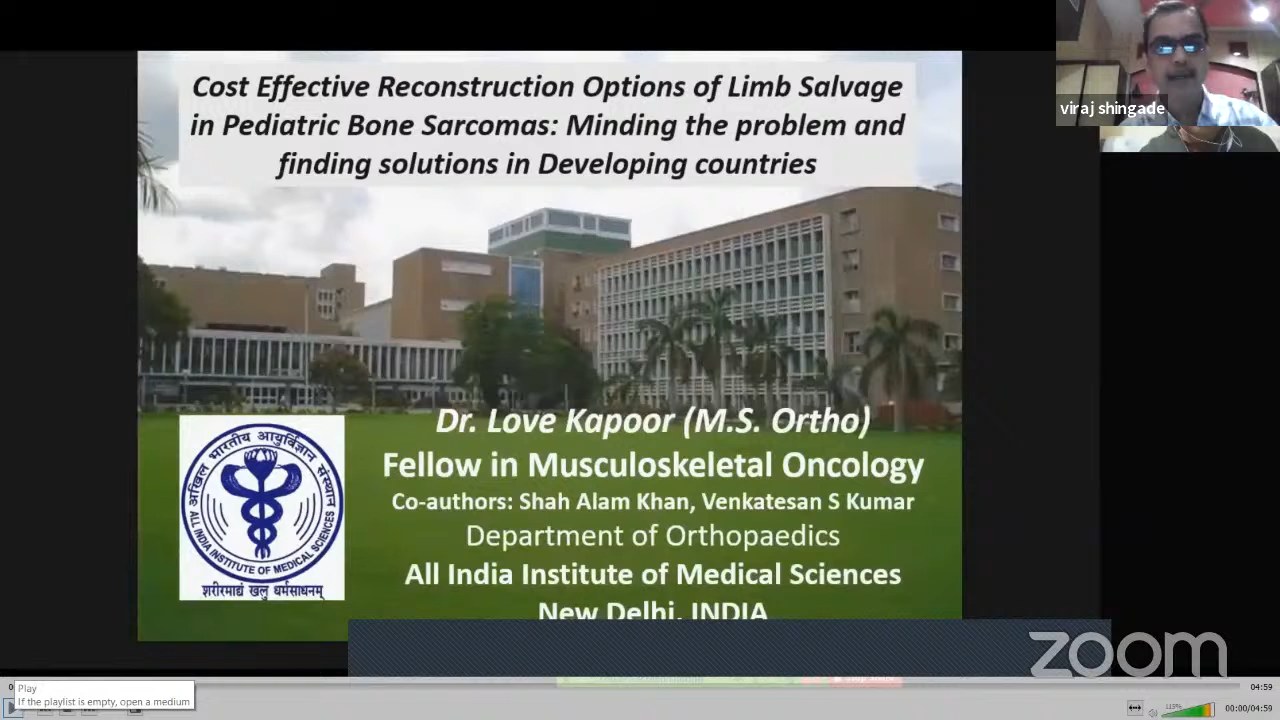 Cost Effective Reconstruction Options of Limb Salvage
in Pediatric Bone Sarcomas: Minding the problem and
finding solutions in Developing countries
viraj shingade
Dr. Love Kapoor (M.S. Ortho)
Fellow in Musculoskeletal Oncology
Co-authors: Shah Alam Khan, Venkatesan S Kumar
Department of Orthopaedics
All India Institute of Medical Sciences
New Delhi, INDIA
अखिल भारतीय आयुर्विज्ञान संस्थान
ALL INDIA INSTITUTE OF MEDICAL SCIENCES
शरीरमाद्यं खलु धर्मसाधनम्
zoom
Play
If the playlist is empty, open a medium
04:59
113%
00:00/04:59